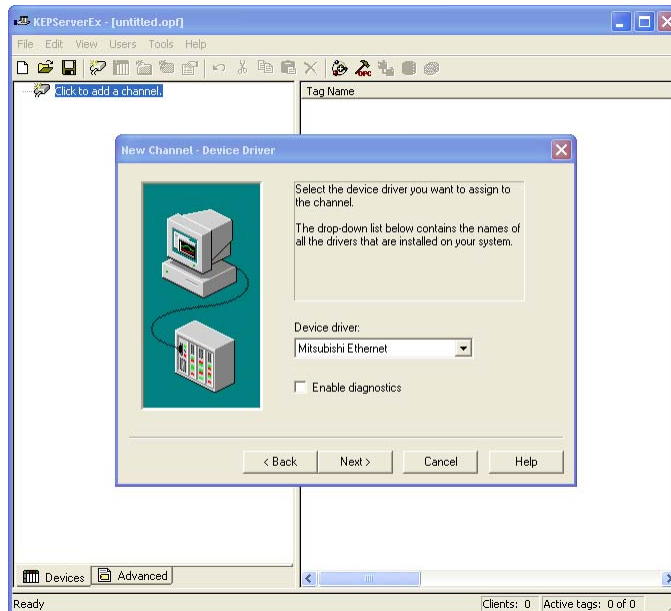 KEPServerEx - [untitled.opf]
File Edit View Users Tools Help
Click to add a channel.
Tag Name
New Channel - Device Driver
Select the device driver you want to assign to
the channel.
The drop-down list below contains the names of
all the drivers that are installed on your system.
Device driver:
Mitsubishi Ethernet
Enable diagnostics
< Back Next > Cancel Help
Devices Advanced
Ready Clients: 0 Active tags: 0 of 0